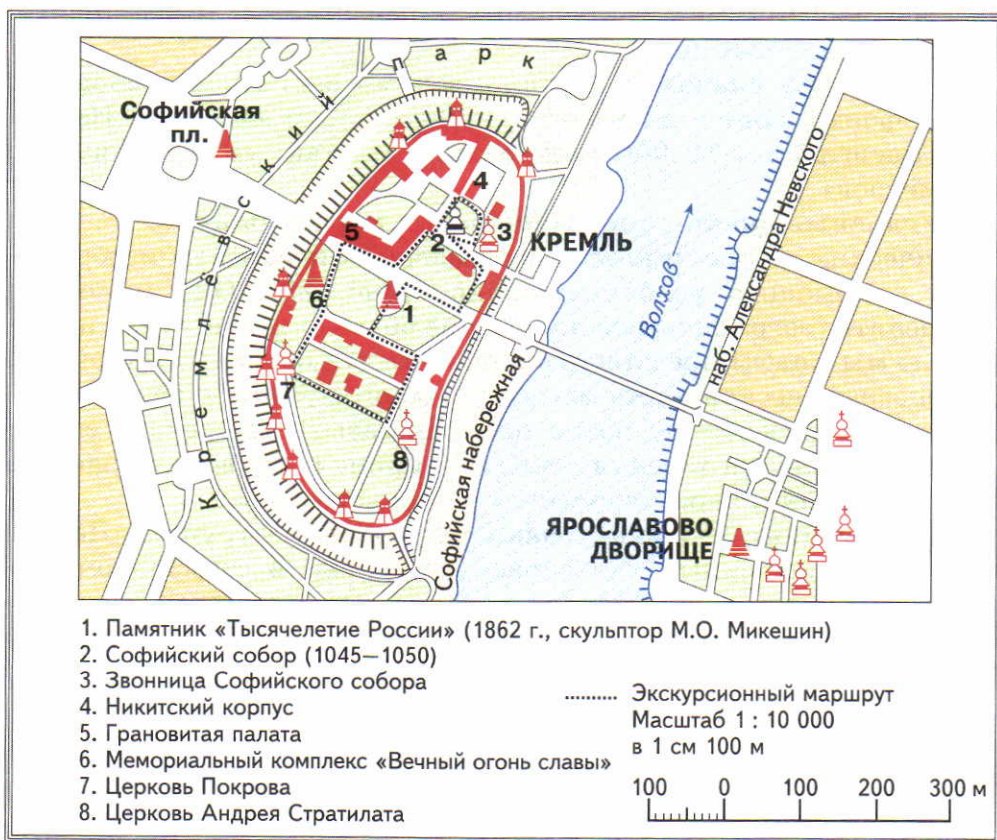 Кремлёвский парк
Софийская
пл.
4
5
2
3
КРЕМЛЬ
6
1
7
8
Волхов
наб. Александра Невского
Софийская набережная
ЯРОСЛАВОВО
ДВОРИЩЕ
1. Памятник «Тысячелетие России» (1862 г., скульптор М.О. Микешин)
2. Софийский собор (1045—1050)
3. Звонница Софийского собора
4. Никитский корпус
5. Грановитая палата
6. Мемориальный комплекс «Вечный огонь славы»
7. Церковь Покрова
8. Церковь Андрея Стратилата
.......... Экскурсионный маршрут
Масштаб 1 : 10 000
в 1 см 100 м
100 0 100 200 300 м